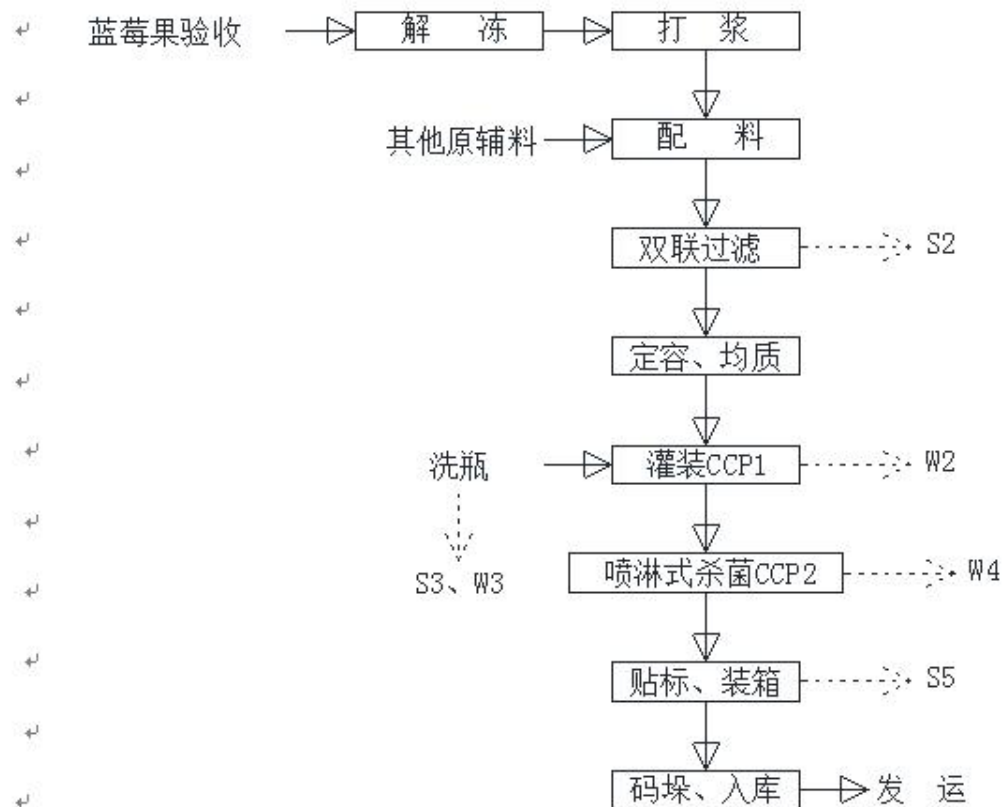 蓝莓果验收 解 冻 打 浆
其他原辅料 配 料
双联过滤 S2
定容、均质
洗瓶 灌装CCP1 W2
S3、W3 喷淋式杀菌CCP2 W4
贴标、装箱 S5
码垛、入库 发 运